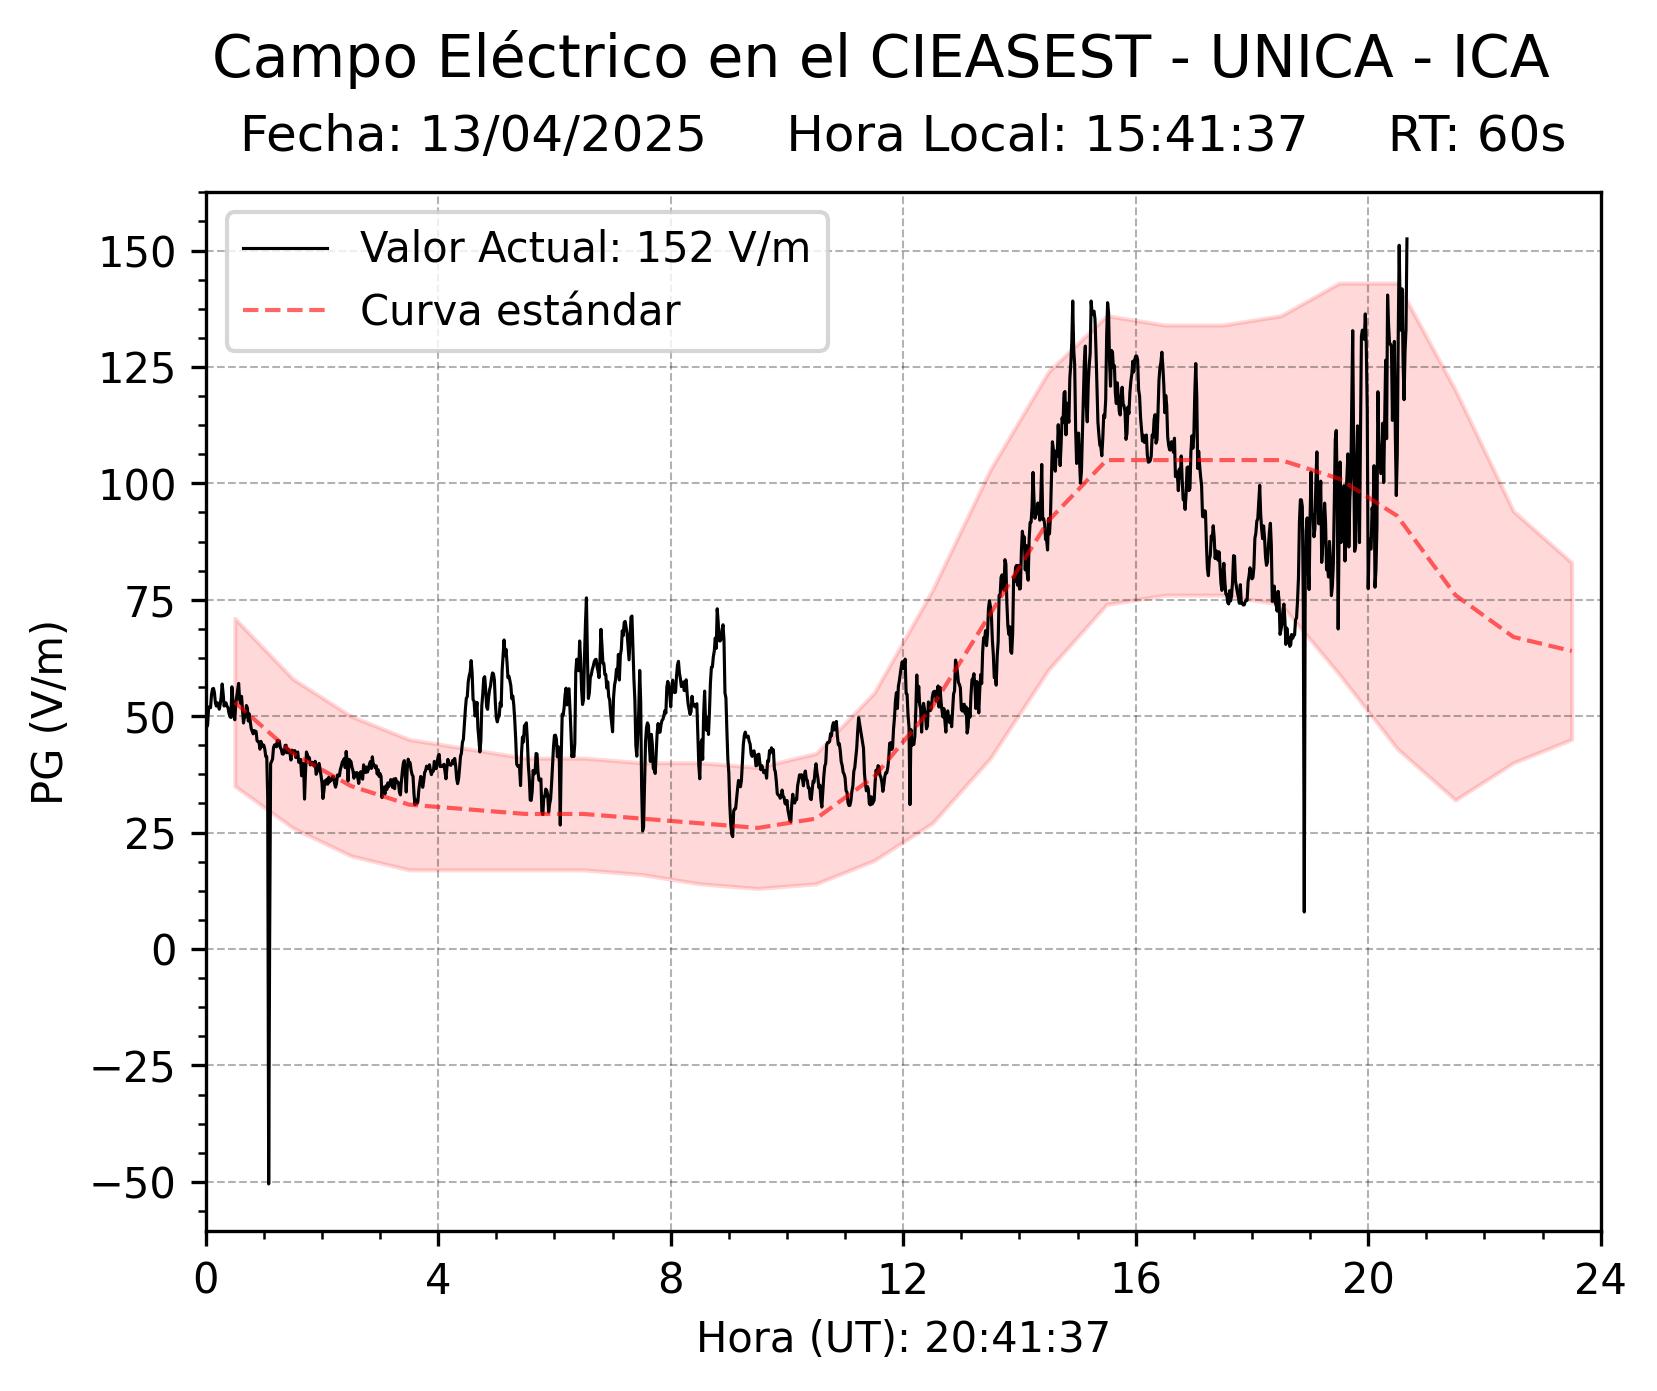 Campo Eléctrico en el CIEASEST - UNICA - ICA
Fecha: 13/04/2025 Hora Local: 15:41:37 RT: 60s
Valor Actual: 152 V/m
Curva estándar
150
125
100
75
50
25
0
−25
−50
PG (V/m)
0 4 8 12 16 20 24
Hora (UT): 20:41:37